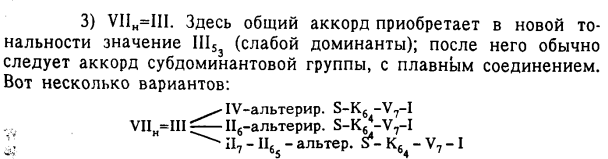 3) VIIн=III. Здесь общий аккорд приобретает в новой то-
нальности значение III₅₃ (слабой доминанты); после него обычно
следует аккорд субдоминантовой группы, с плавным соединением.
Вот несколько вариантов:
IV-альтерир. S-K₆₄-V₇-I
VIIн=III II₆-альтерир. S-K₆₄-V₇-I
II₇-II₆₅-альтер. S-K₆₄-V₇-I